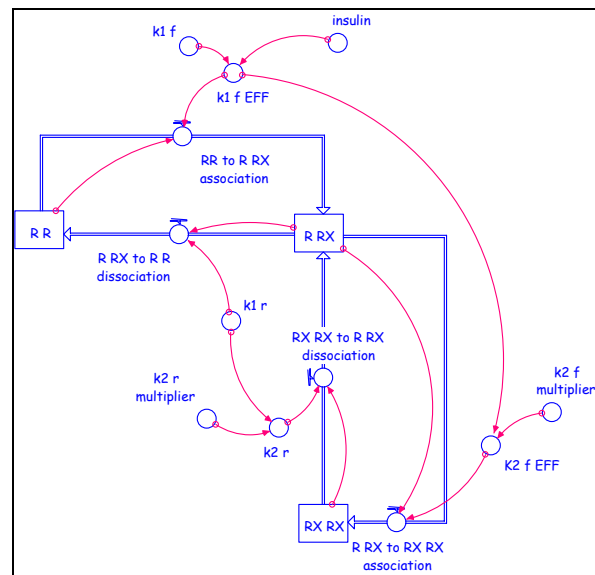 insulin
k1 f
k1 f EFF
RR to R RX
association
R R
R RX
R RX to R R
dissociation
k1 r
RX RX to R RX
dissociation
k2 r
multiplier
k2 f
multiplier
k2 r
K2 f EFF
RX RX
R RX to RX RX
association